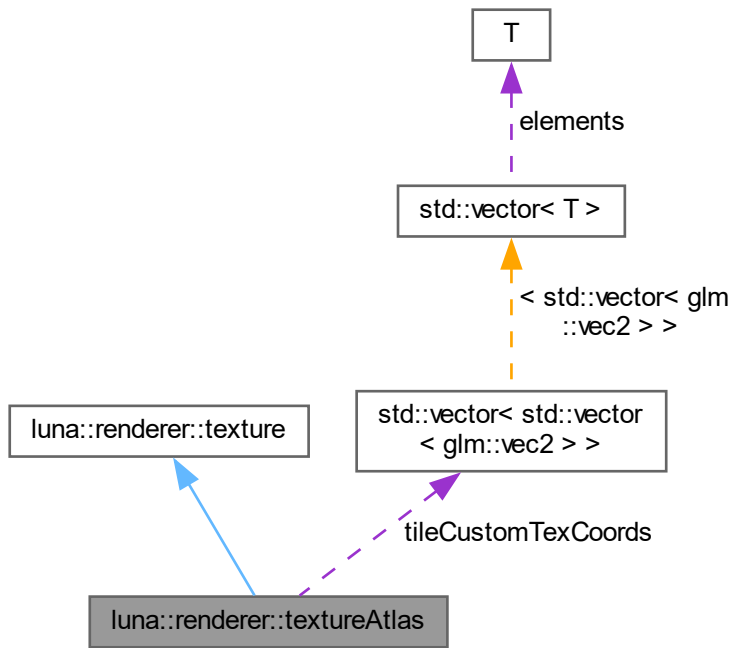 T
elements
std::vector< T >
< std::vector< glm
::vec2 > >
luna::renderer::texture
std::vector< std::vector
< glm::vec2 > >
tileCustomTexCoords
luna::renderer::textureAtlas